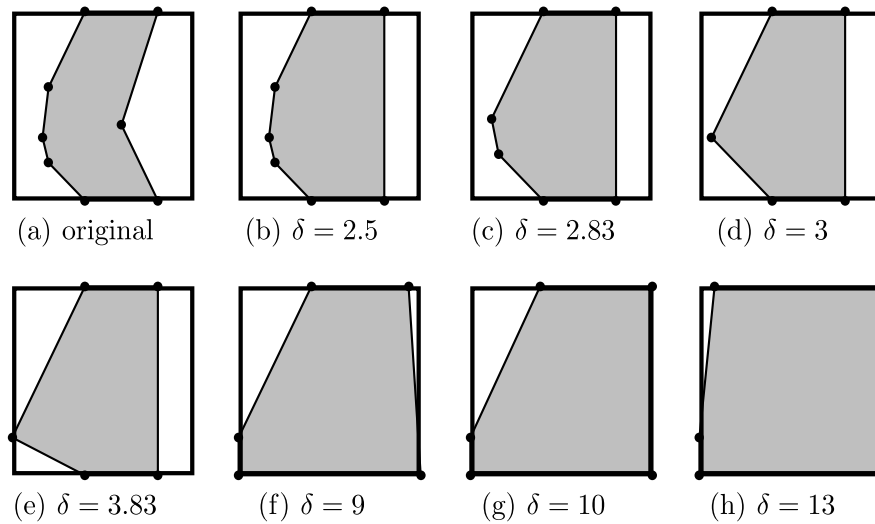 (a) original
(b) δ = 2.5
(c) δ = 2.83
(d) δ = 3
(e) δ = 3.83
(f) δ = 9
(g) δ = 10
(h) δ = 13